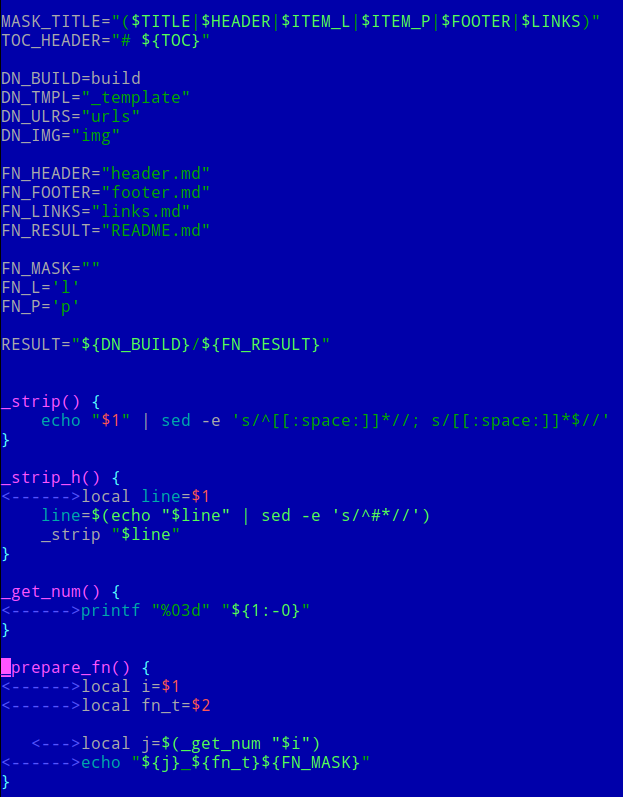 MASK_TITLE="($TITLE|$HEADER|$ITEM_L|$ITEM_P|$FOOTER|$LINKS)"
TOC_HEADER="# ${TOC}"
DN_BUILD=build
DN_TMPL="_template"
DN_ULRS="urls"
DN_IMG="img"
FN_HEADER="header.md"
FN_FOOTER="footer.md"
FN_LINKS="links.md"
FN_RESULT="README.md"
FN_MASK=""
FN_L='l'
FN_P='p'
RESULT="${DN_BUILD}/${FN_RESULT}"
_strip() {
    echo "$1" | sed -e 's/^[[:space:]]*//; s/[[:space:]]*$//'
}
_strip_h() {
<------>local line=$1
    line=$(echo "$line" | sed -e 's/^#*//')
    _strip "$line"
}
_get_num() {
<------>printf "%03d" "${1:-0}"
}
_prepare_fn() {
<------>local i=$1
<------>local fn_t=$2
   <--->local j=$(_get_num "$i")
<------>echo "${j}_${fn_t}${FN_MASK}"
}